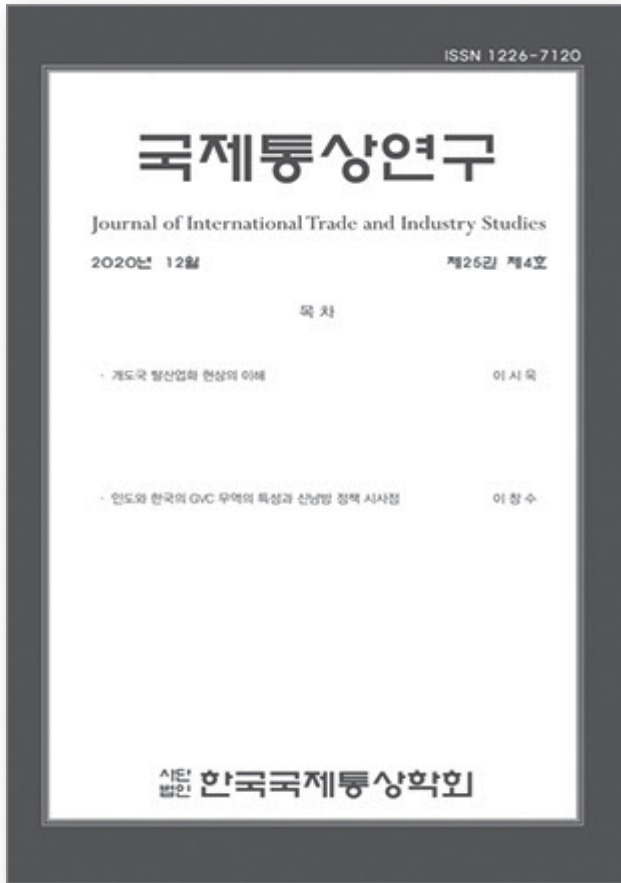 ISSN 1226-7120
국제통상연구
Journal of International Trade and Industry Studies
2020년 12월 제25권 제4호
목 차
· 개도국 탈산업화 현상의 이해 이 시 욱
· 인도와 한국의 GVC 무역의 특성과 신남방 정책 시사점 이 창 수
사단법인 한국국제통상학회